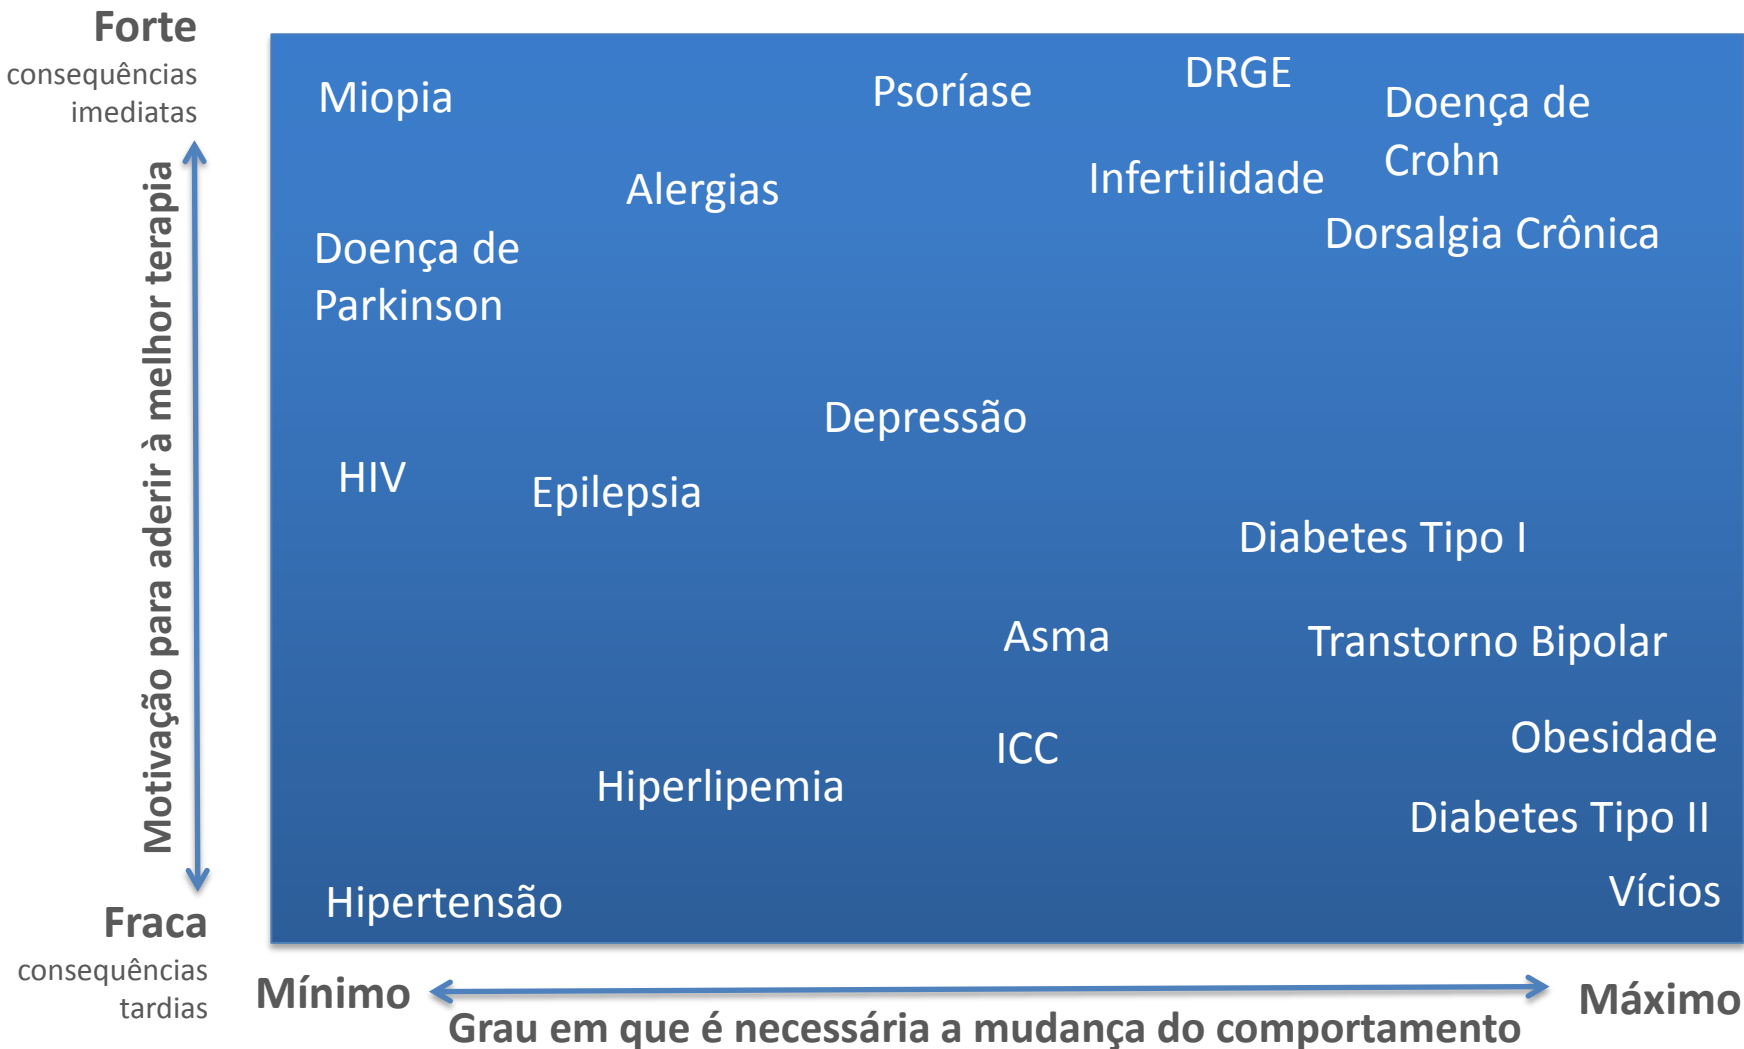 Forte
consequências
imediatas
Motivação para aderir à melhor terapia
Fraca
consequências
tardias
Miopia
Psoríase
DRGE
Doença de
Crohn
Alergias
Infertilidade
Dorsalgia Crônica
Doença de
Parkinson
Depressão
HIV
Epilepsia
Diabetes Tipo I
Asma
Transtorno Bipolar
Obesidade
ICC
Hiperlipemia
Diabetes Tipo II
Vícios
Hipertensão
Mínimo
Máximo
Grau em que é necessária a mudança do comportamento